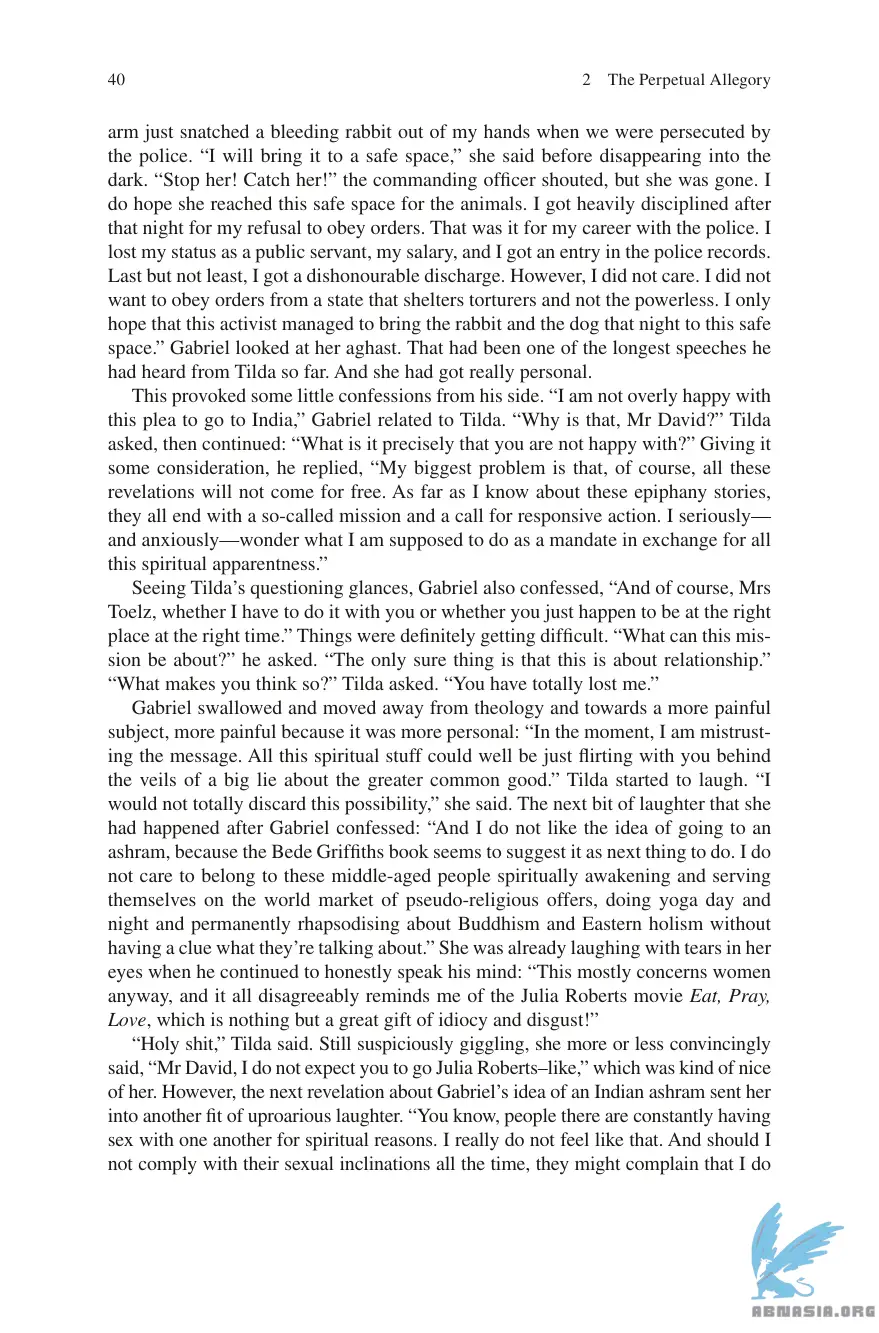 40
2 The Perpetual Allegory
arm just snatched a bleeding rabbit out of my hands when we were persecuted by
the police. “I will bring it to a safe space,” she said before disappearing into the
dark. “Stop her! Catch her!” the commanding officer shouted, but she was gone. I
do hope she reached this safe space for the animals. I got heavily disciplined after
that night for my refusal to obey orders. That was it for my career with the police. I
lost my status as a public servant, my salary, and I got an entry in the police records.
Last but not least, I got a dishonourable discharge. However, I did not care. I did not
want to obey orders from a state that shelters torturers and not the powerless. I only
hope that this activist managed to bring the rabbit and the dog that night to this safe
space.” Gabriel looked at her aghast. That had been one of the longest speeches he
had heard from Tilda so far. And she had got really personal.
This provoked some little confessions from his side. “I am not overly happy with
this plea to go to India,” Gabriel related to Tilda. “Why is that, Mr David?” Tilda
asked, then continued: “What is it precisely that you are not happy with?” Giving it
some consideration, he replied, “My biggest problem is that, of course, all these
revelations will not come for free. As far as I know about these epiphany stories,
they all end with a so-called mission and a call for responsive action. I seriously—
and anxiously—wonder what I am supposed to do as a mandate in exchange for all
this spiritual apparentness.”
Seeing Tilda’s questioning glances, Gabriel also confessed, “And of course, Mrs
Toelz, whether I have to do it with you or whether you just happen to be at the right
place at the right time.” Things were definitely getting difficult. “What can this mis-
sion be about?” he asked. “The only sure thing is that this is about relationship.”
“What makes you think so?” Tilda asked. “You have totally lost me.”
Gabriel swallowed and moved away from theology and towards a more painful
subject, more painful because it was more personal: “In the moment, I am mistrust-
ing the message. All this spiritual stuff could well be just flirting with you behind
the veils of a big lie about the greater common good.” Tilda started to laugh. “I
would not totally discard this possibility,” she said. The next bit of laughter that she
had happened after Gabriel confessed: “And I do not like the idea of going to an
ashram, because the Bede Griffiths book seems to suggest it as next thing to do. I do
not care to belong to these middle-aged people spiritually awakening and serving
themselves on the world market of pseudo-religious offers, doing yoga day and
night and permanently rhapsodising about Buddhism and Eastern holism without
having a clue what they’re talking about.” She was already laughing with tears in her
eyes when he continued to honestly speak his mind: “This mostly concerns women
anyway, and it all disagreeably reminds me of the Julia Roberts movie Eat, Pray,
Love, which is nothing but a great gift of idiocy and disgust!”
“Holy shit,” Tilda said. Still suspiciously giggling, she more or less convincingly
said, “Mr David, I do not expect you to go Julia Roberts–like,” which was kind of nice
of her. However, the next revelation about Gabriel’s idea of an Indian ashram sent her
into another fit of uproarious laughter. “You know, people there are constantly having
sex with one another for spiritual reasons. I really do not feel like that. And should I
not comply with their sexual inclinations all the time, they might complain that I do
ABNASIA.ORG